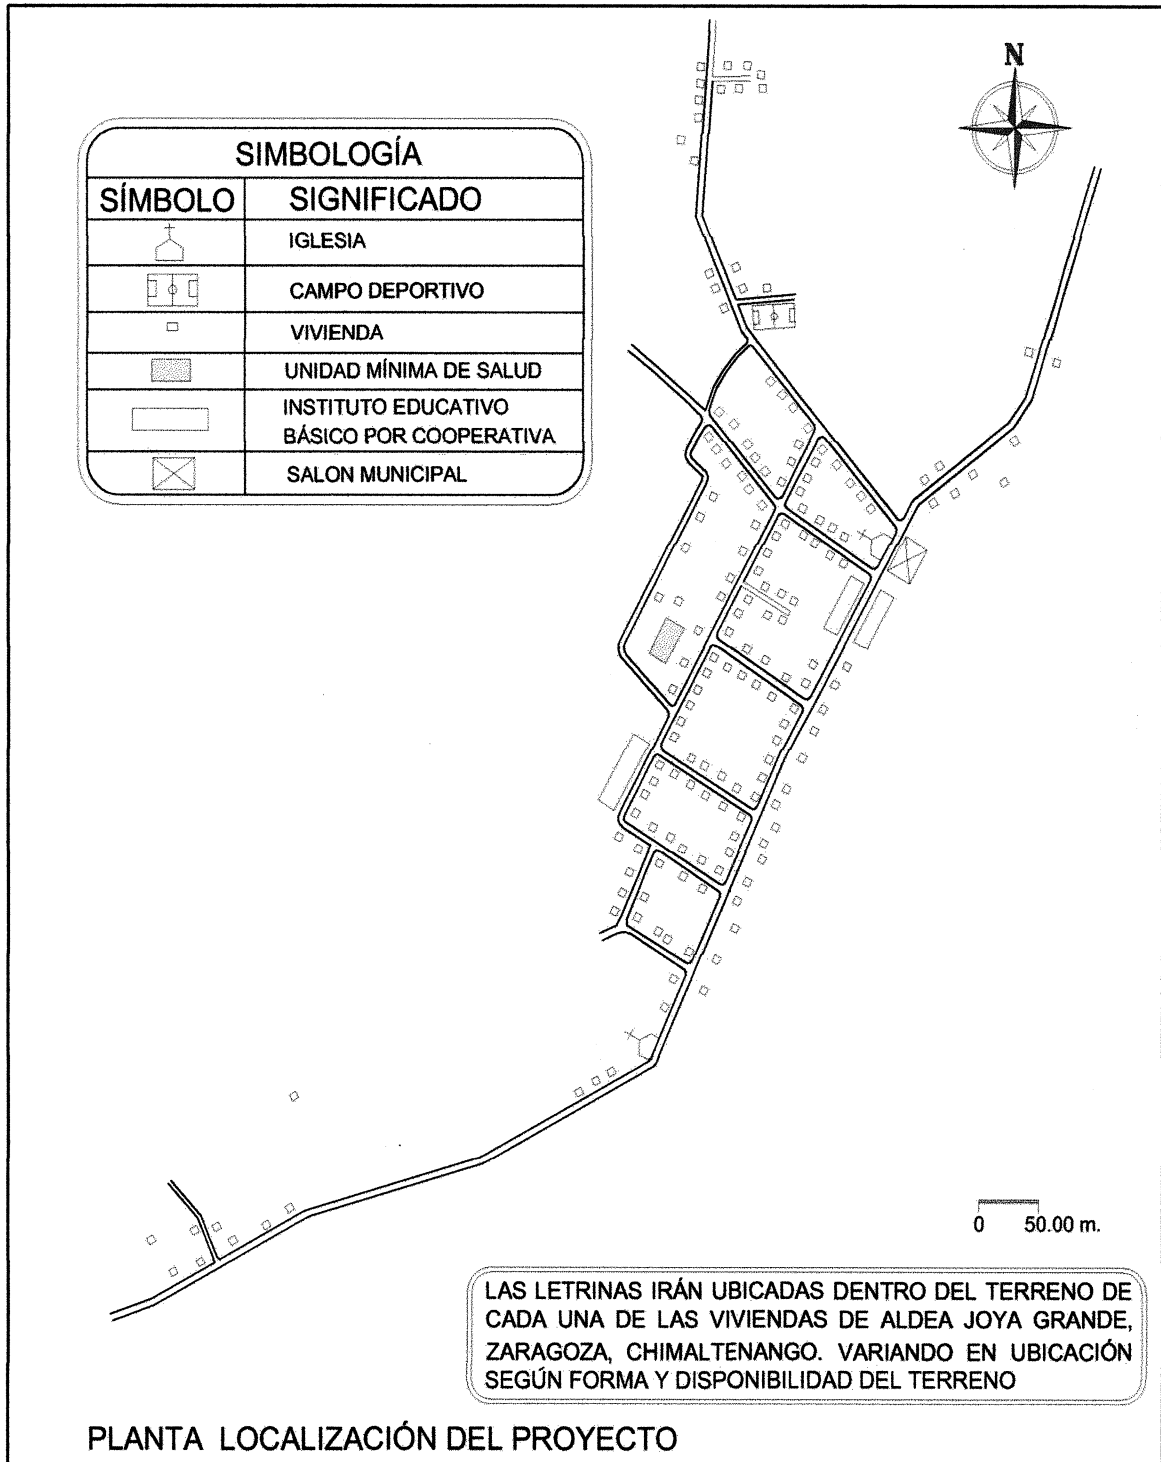 N
SIMBOLOGÍA
SÍMBOLO SIGNIFICADO
IGLESIA
CAMPO DEPORTIVO
VIVIENDA
UNIDAD MÍNIMA DE SALUD
INSTITUTO EDUCATIVO
BÁSICO POR COOPERATIVA
SALON MUNICIPAL
0 50.00 m.
LAS LETRINAS IRÁN UBICADAS DENTRO DEL TERRENO DE
CADA UNA DE LAS VIVIENDAS DE ALDEA JOYA GRANDE,
ZARAGOZA, CHIMALTENANGO. VARIANDO EN UBICACIÓN
SEGÚN FORMA Y DISPONIBILIDAD DEL TERRENO
PLANTA LOCALIZACIÓN DEL PROYECTO